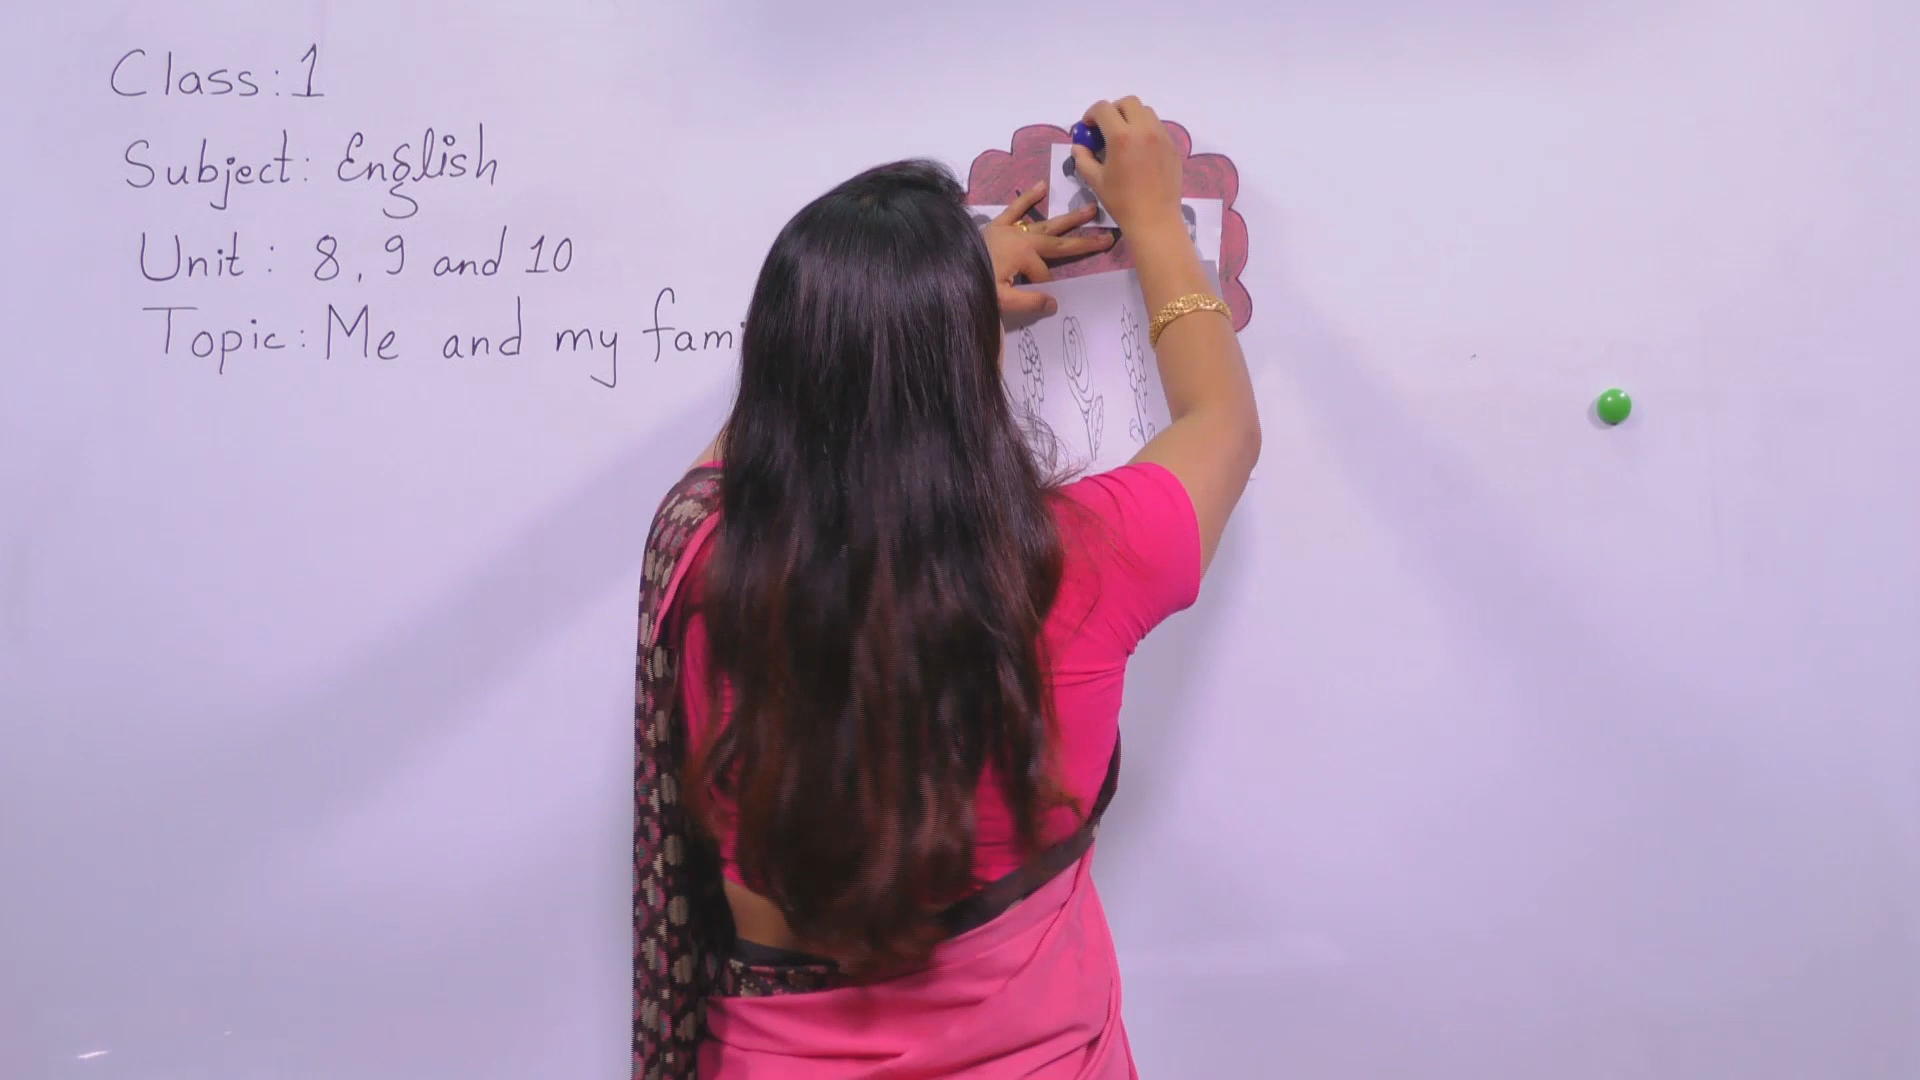 Class: 1
Subject: English
Unit: 8, 9 and 10
Topic: Me and my fam